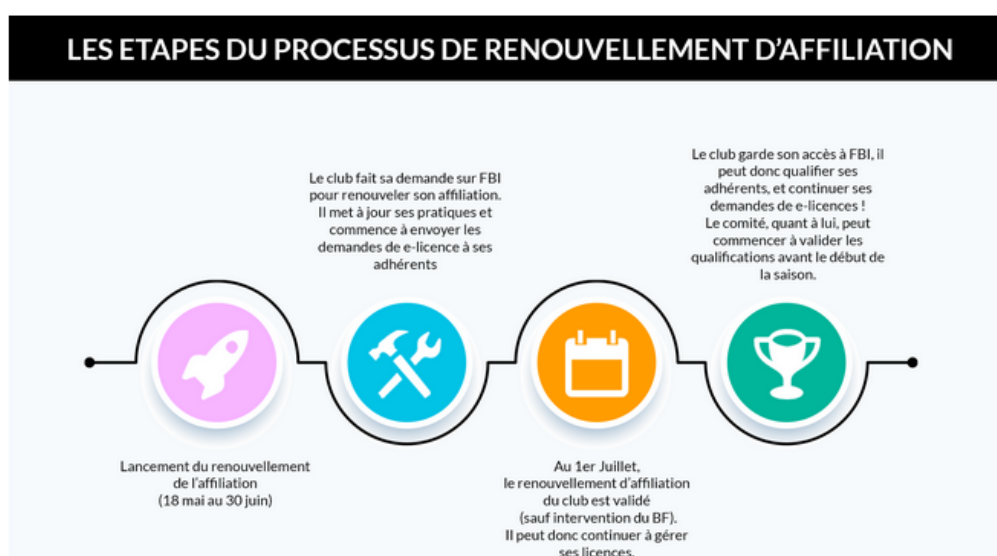 LES ETAPES DU PROCESSUS DE RENOUVELLEMENT D'AFFILIATION
Lancement du renouvellement
de l'affiliation
(18 mai au 30 juin)
Le club fait sa demande sur FBI
pour renouveler son affiliation.
Il met à jour ses pratiques et
commence à envoyer les
demandes de e-licence à ses
adhérents
Au 1er Juillet,
le renouvellement d'affiliation
du club est validé
(sauf intervention du BF).
Il peut donc continuer à gérer
ses licences.
Le club garde son accès à FBI, il
peut donc qualifier ses
adhérents, et continuer ses
demandes de e-licences !
Le comité, quant à lui, peut
commencer à valider les
qualifications avant le début de
la saison.